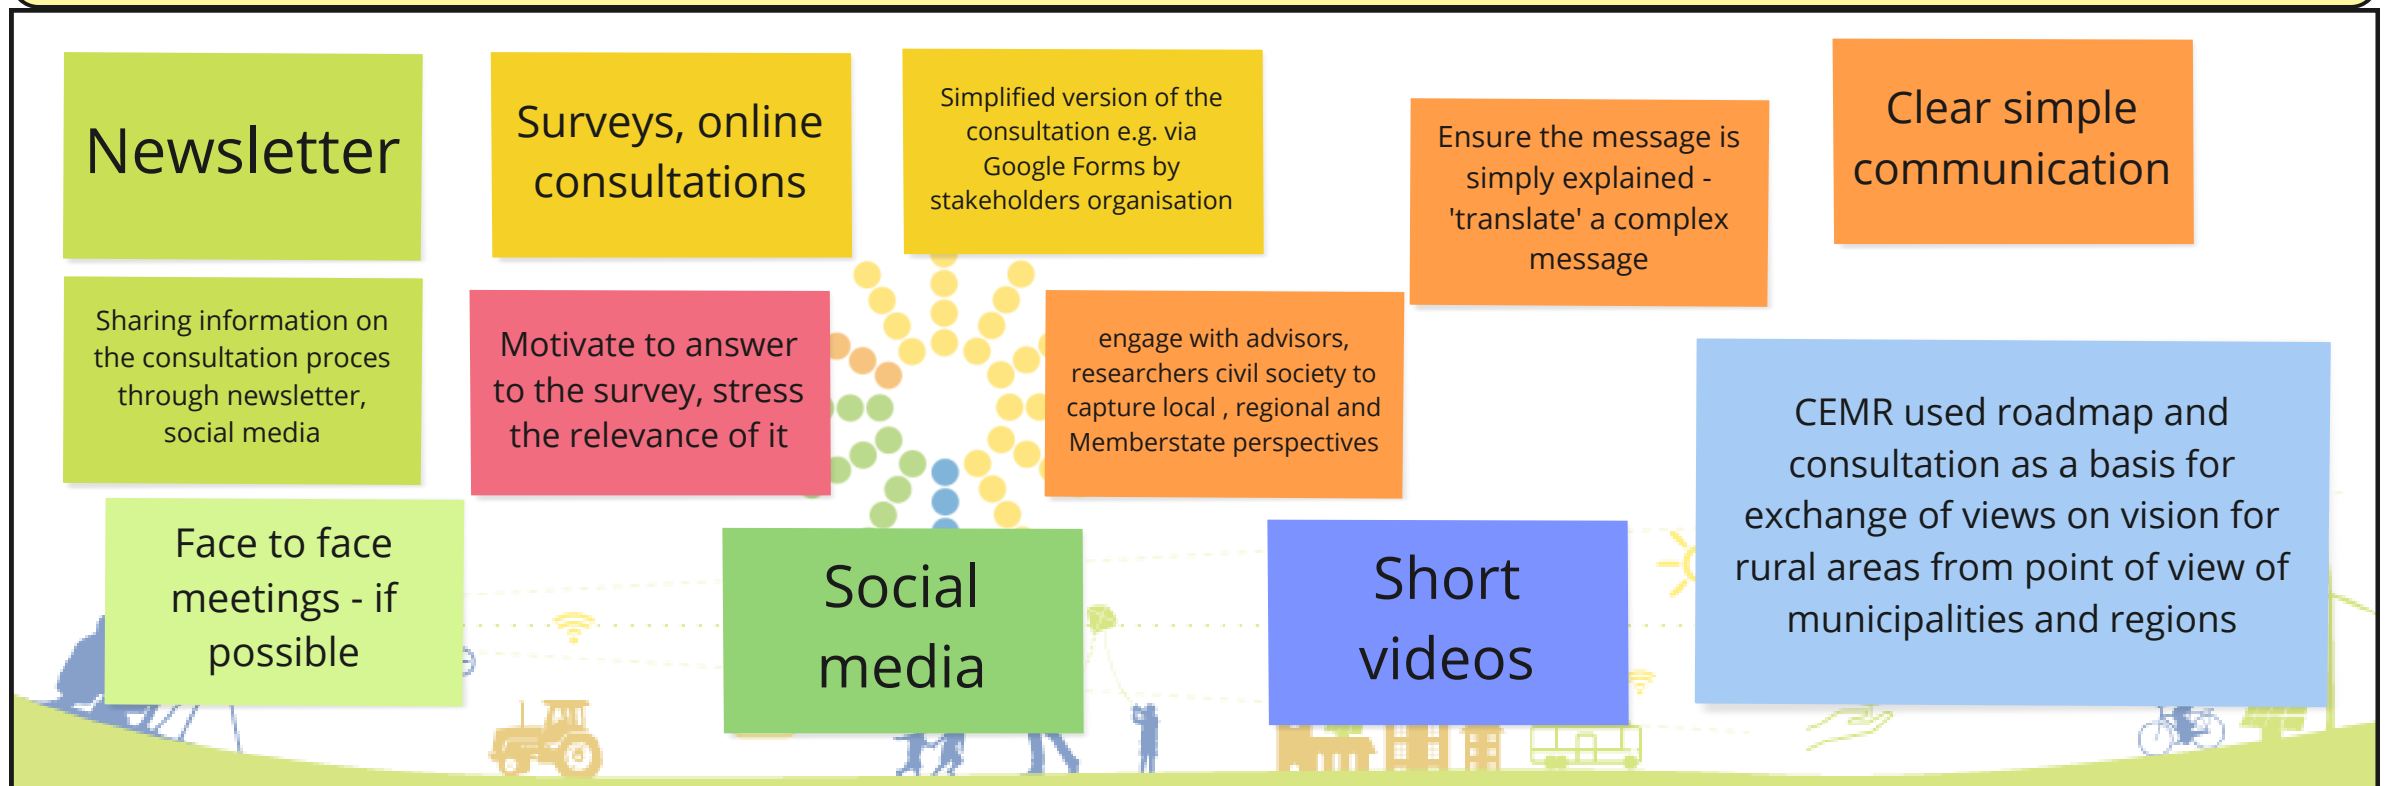 Newsletter
Surveys, online
consultations
Simplified version of the
consultation e.g. via
Google Forms by
stakeholders organisation
Ensure the message is
simply explained -
'translate' a complex
message
Clear simple
communication
Sharing information on
the consultation proces
through newsletter,
social media
Motivate to answer
to the survey, stress
the relevance of it
engage with advisors,
researchers civil society to
capture local , regional and
Memberstate perspectives
CEMR used roadmap and
consultation as a basis for
exchange of views on vision for
rural areas from point of view of
municipalities and regions
Face to face
meetings - if
possible
Social
media
Short
videos